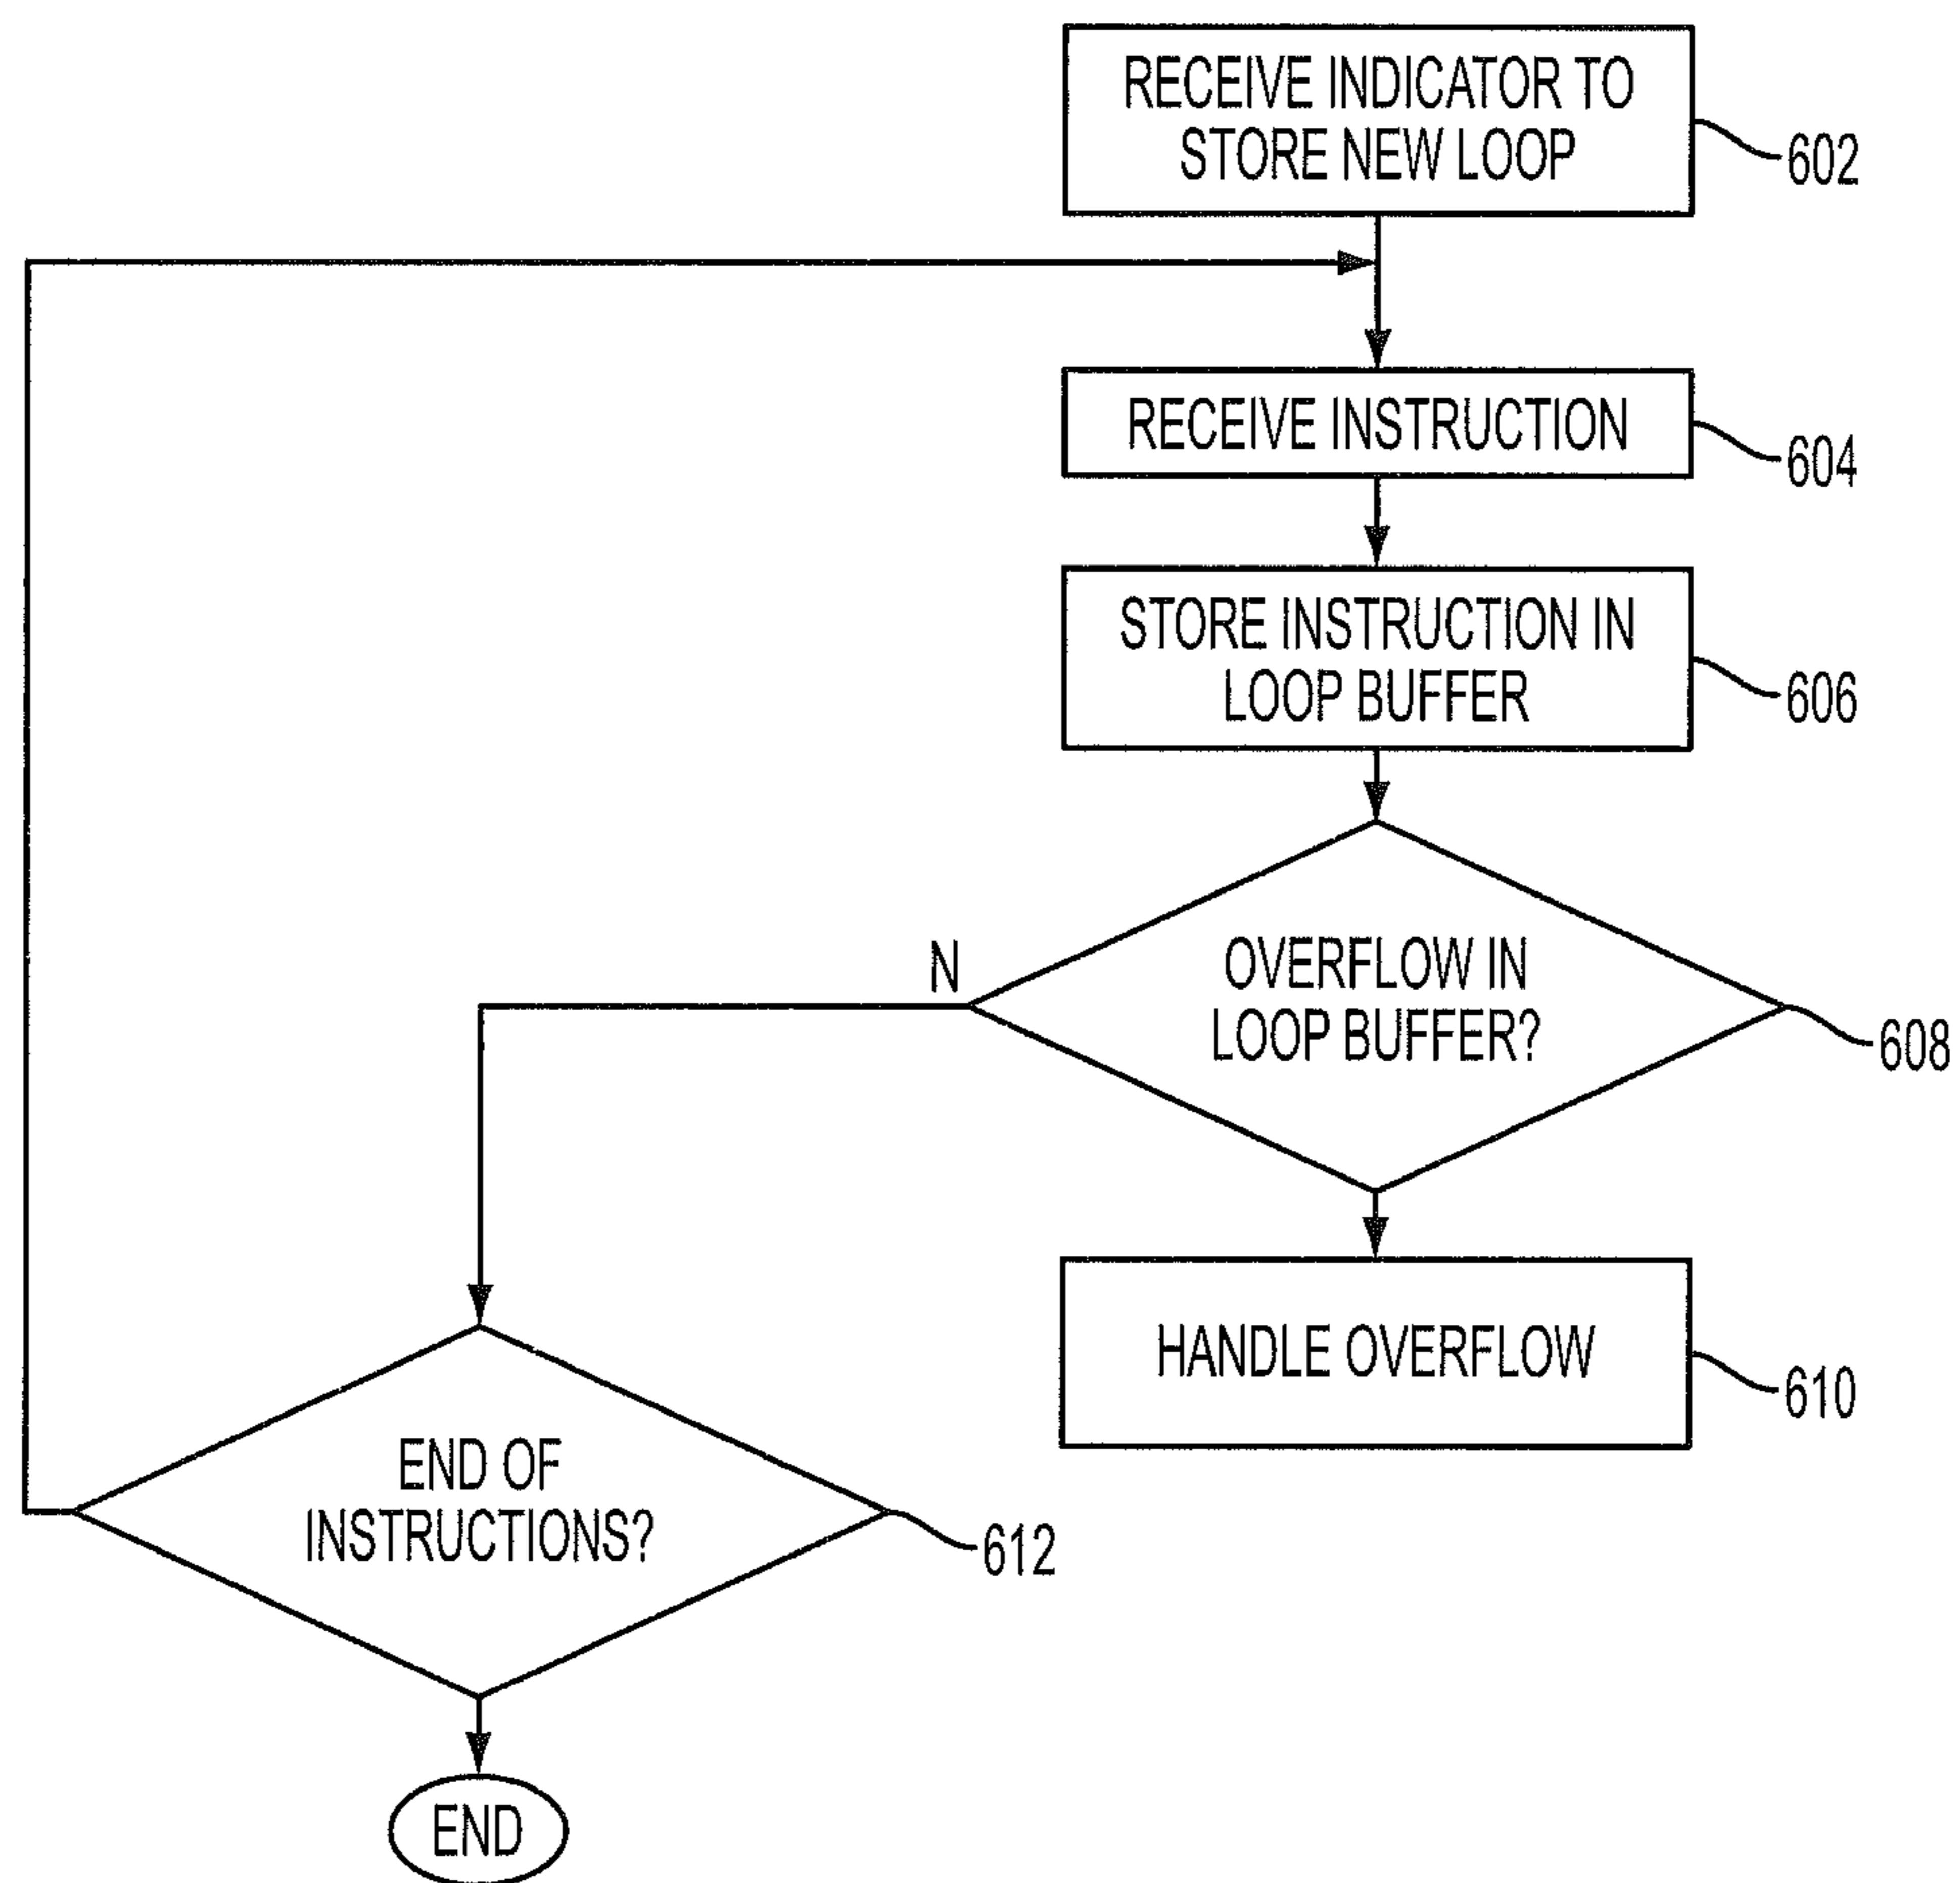 RECEIVE INDICATOR TO
STORE NEW LOOP
602
RECEIVE INSTRUCTION
604
STORE INSTRUCTION IN
LOOP BUFFER
606
N
OVERFLOW IN
LOOP BUFFER?
608
HANDLE OVERFLOW
610
END OF
INSTRUCTIONS?
612
END